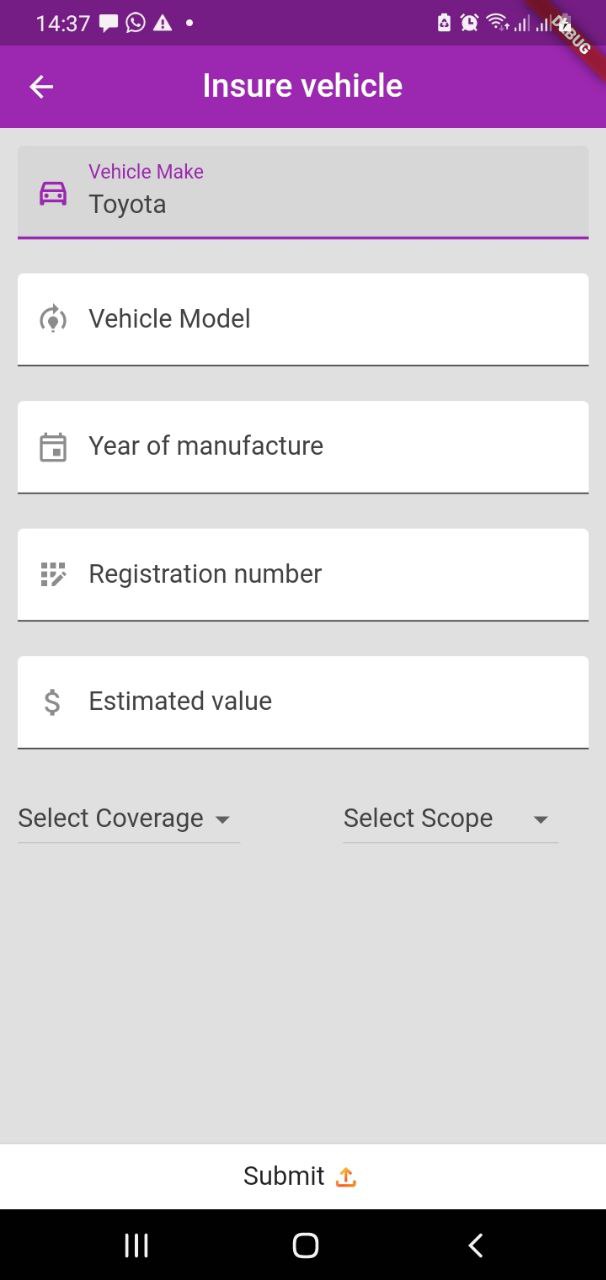 14:37
DEBUG
Insure vehicle
Vehicle Make
Toyota
Vehicle Model
Year of manufacture
Registration number
$ Estimated value
Select Coverage
Select Scope
Submit